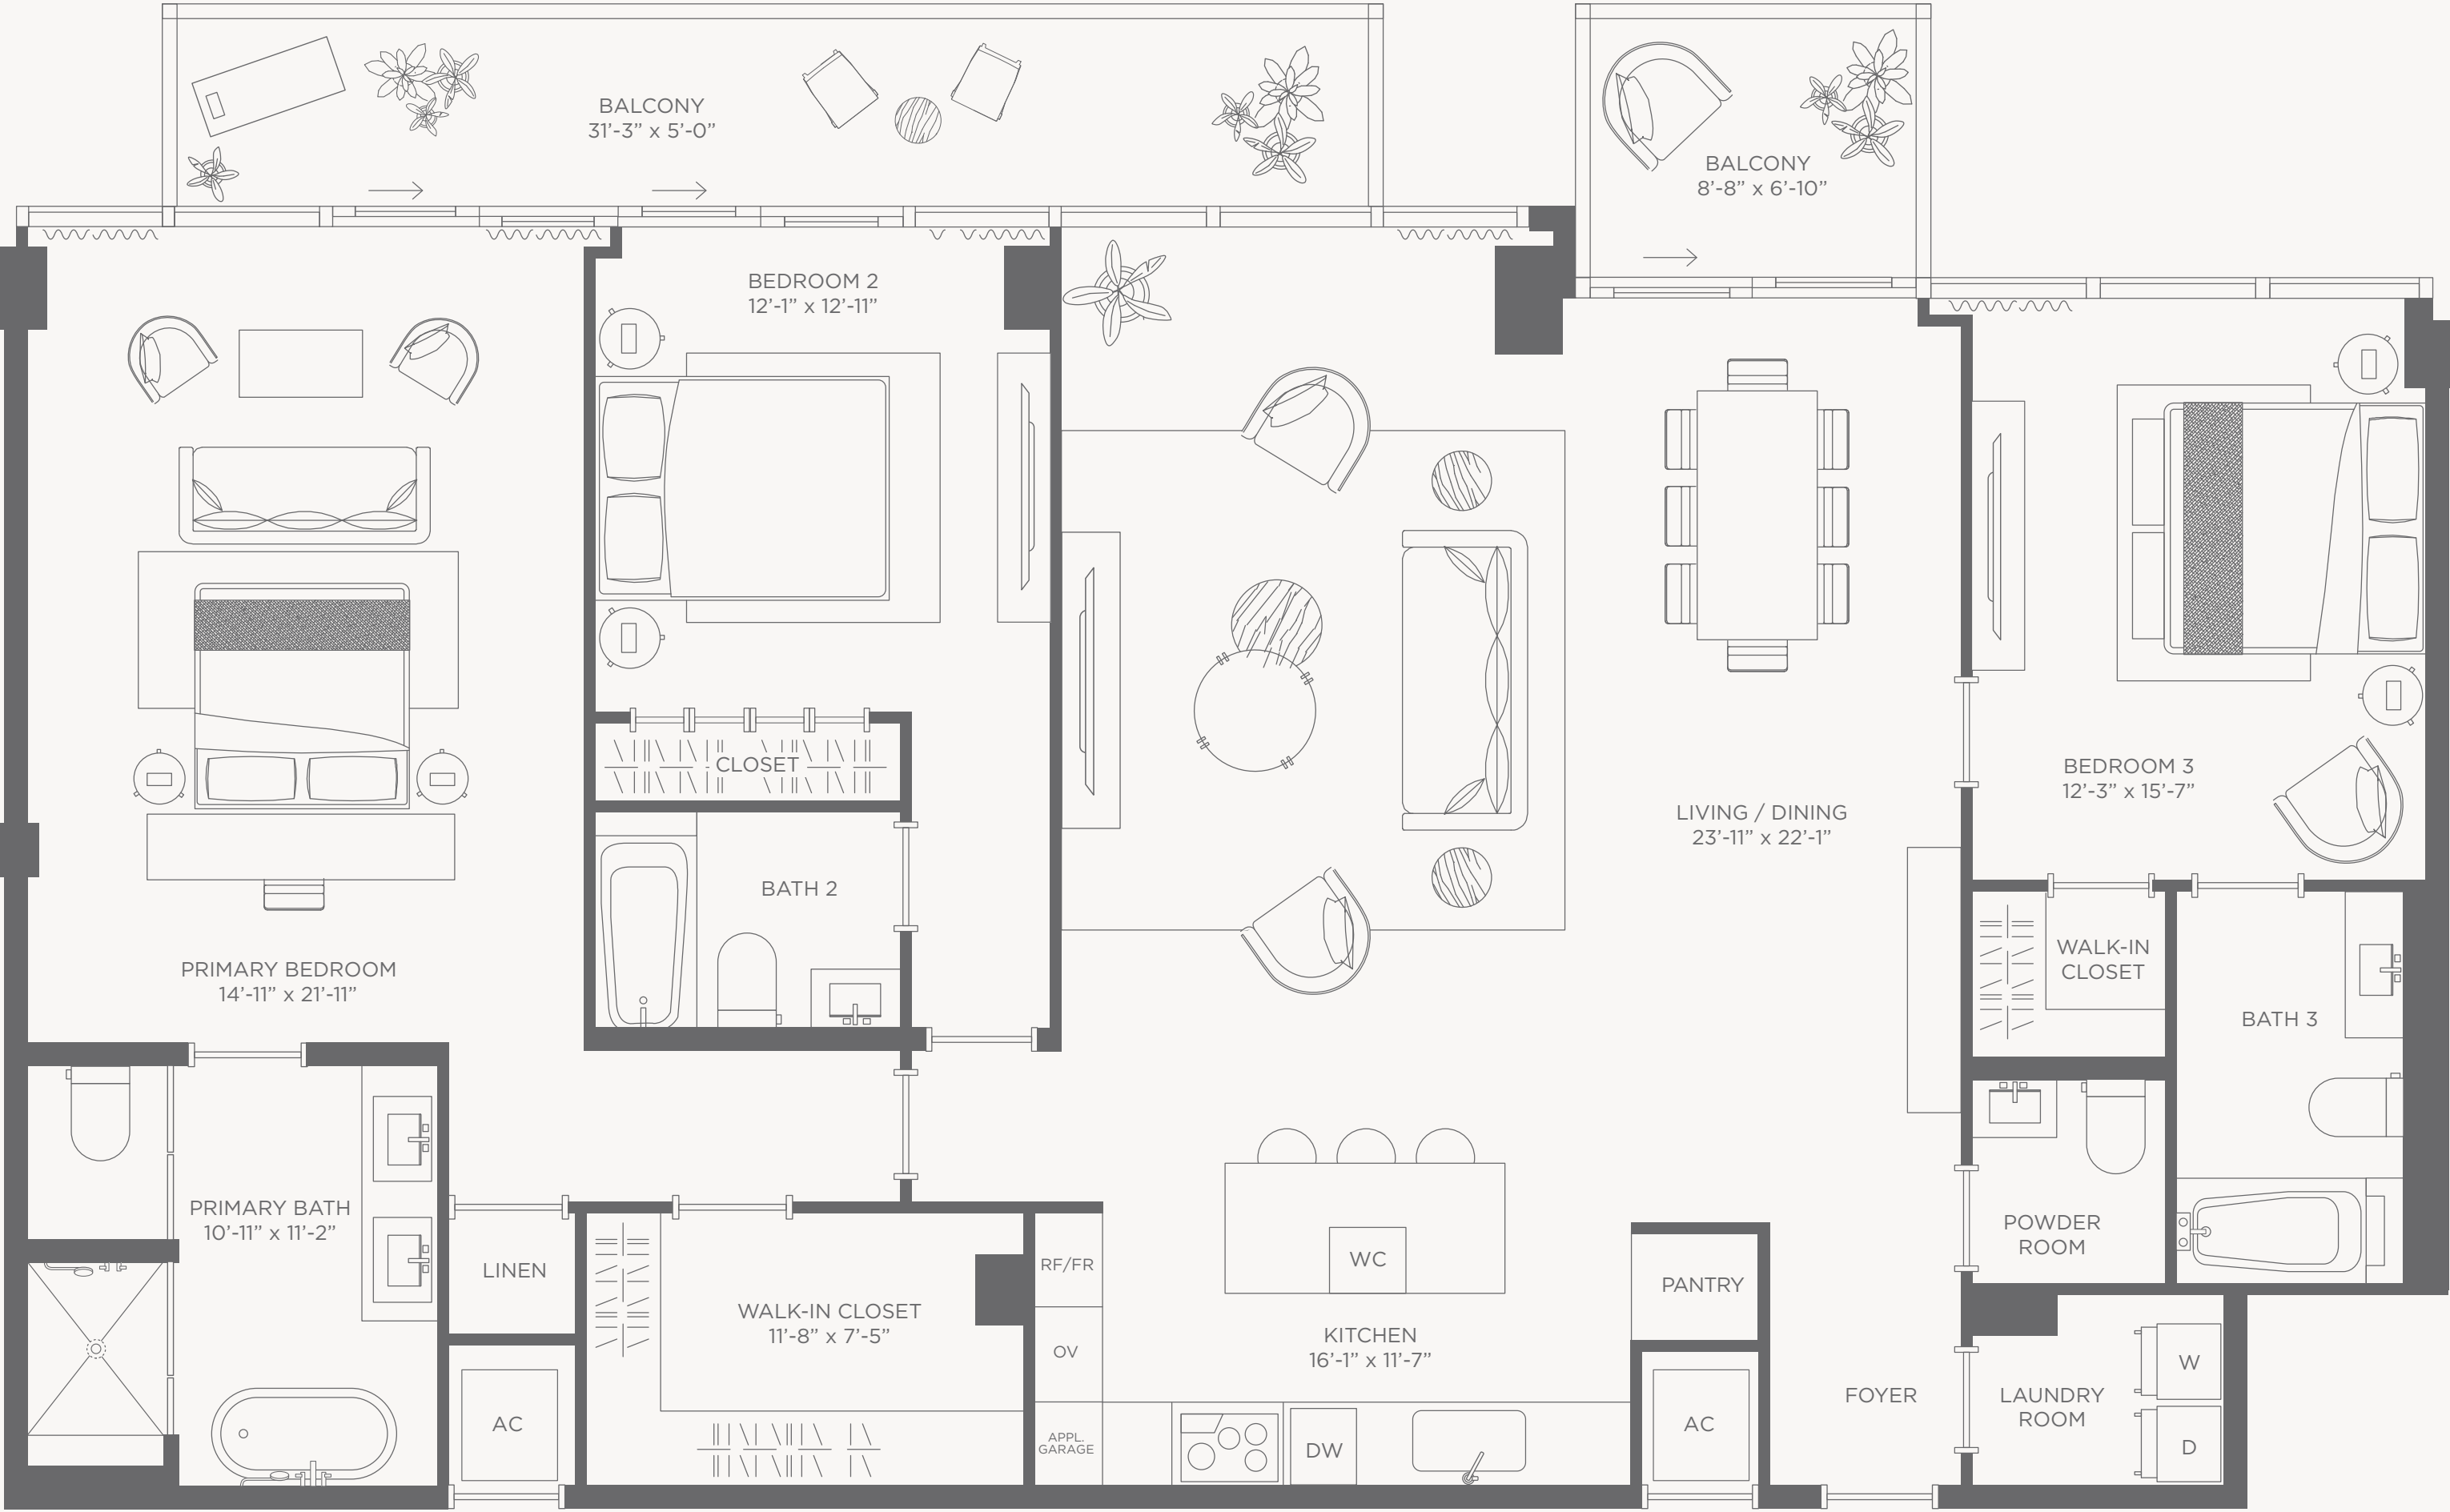 BALCONY
31’-3” x 5’-0”
BALCONY
8’-8” x 6’-10”
BEDROOM 2
12’-1” x 12’-11”
CLOSET
BEDROOM 3
12’-3” x 15’-7”
LIVING / DINING
23’-11” x 22’-1”
BATH 2
PRIMARY BEDROOM
14’-11” x 21’-11”
WALK-IN
CLOSET
BATH 3
PRIMARY BATH
10’-11” x 11’-2”
POWDER
ROOM
LINEN
RF/FR
WC
PANTRY
WALK-IN CLOSET
11’-8” x 7’-5”
OV
KITCHEN
16’-1” x 11’-7”
AC
APPL.
GARAGE
DW
AC
FOYER
LAUNDRY
ROOM
W
D